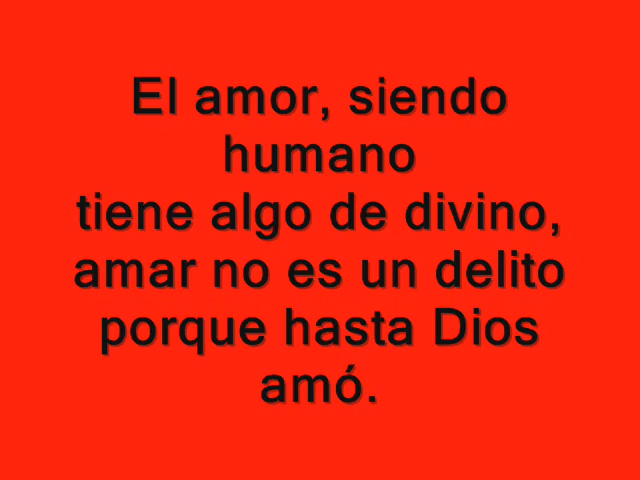 El amor, siendo
humano
tiene algo de divino,
amar no es un delito
porque hasta Dios
amó.